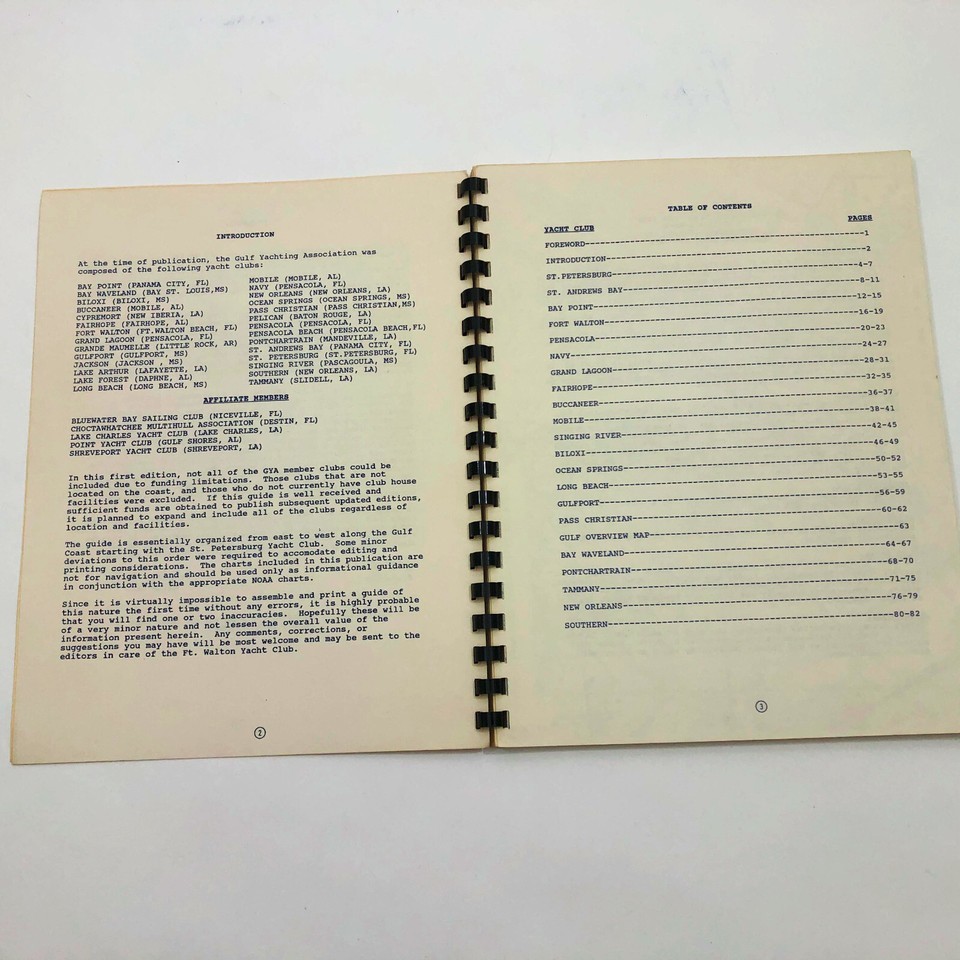 INTRODUCTION
At the time of publication, the Gulf Yachting Association was
composed of the following yacht clubs:
BAY POINT (PANAMA CITY, FL)
BAY WAVELAND (BAY ST. LOUIS,MS)
BILOXI (BILOXI, MS)
BUCCANEER (MOBILE, AL)
CYPREMORT (NEW IBERIA, LA)
FAIRHOPE (FAIRHOPE, AL)
FORT WALTON (FT.WALTON BEACH, FL)
GRAND LAGOON (PENSACOLA, FL)
GRANDE MAUMELLE (LITTLE ROCK, AR)
GULFPORT (GULFPORT, MS)
JACKSON (JACKSON , MS)
LAKE ARTHUR (LAFAYETTE, LA)
LAKE FOREST (DAPHNE, AL)
LONG BEACH (LONG BEACH, MS)
MOBILE (MOBILE, AL)
NAVY (PENSACOLA, FL)
NEW ORLEANS (NEW ORLEANS, LA)
OCEAN SPRINGS (OCEAN SPRINGS, MS)
PASS CHRISTIAN (PASS CHRISTIAN,MS)
PELICAN (BATON ROUGE, LA)
PENSACOLA (PENSACOLA, FL)
PENSACOLA BEACH (PENSACOLA BEACH,FL)
PONTCHARTRAIN (MANDEVILLE, LA)
ST. ANDREWS BAY (PANAMA CITY, FL)
ST. PETERSBURG (ST.PETERSBURG, FL)
SINGING RIVER (PASCAGOULA, MS)
SOUTHERN (NEW ORLEANS, LA)
TAMMANY (SLIDELL, LA)
AFFILIATE MEMBERS
BLUEWATER BAY SAILING CLUB (NICEVILLE, FL)
CHOCTAWHATCHEE MULTIHULL ASSOCIATION (DESTIN, FL)
LAKE CHARLES YACHT CLUB (LAKE CHARLES, LA)
POINT YACHT CLUB (GULF SHORES, AL)
SHREVEPORT YACHT CLUB (SHREVEPORT, LA)
In this first edition, not all of the GYA member clubs could be
included due to funding limitations. Those clubs that are not
located on the coast, and those who do not currently have club house
facilities were excluded. If this guide is well received and
sufficient funds are obtained to publish subsequent updated editions,
it is planned to expand and include all of the clubs regardless of
location and facilities.
The guide is essentially organized from east to west along the Gulf
Coast starting with the St. Petersburg Yacht Club. Some minor
deviations to this order were required to accomodate editing and
printing considerations. The charts included in this publication are
not for navigation and should be used only as informational guidance
in conjunction with the appropriate NOAA charts.
Since it is virtually impossible to assemble and print a guide of
this nature the first time without any errors, it is highly probable
that you will find one or two inaccuracies. Hopefully these will be
of a very minor nature and not lessen the overall value of the
information present herein. Any comments, corrections, or
suggestions you may have will be most welcome and may be sent to the
editors in care of the Ft. Walton Yacht Club.
2
TABLE OF CONTENTS
YACHT CLUB PAGES
FOREWORD---1
INTRODUCTION---2
ST.PETERSBURG---4-7
ST. ANDREWS BAY---8-11
BAY POINT---12-15
FORT WALTON---16-19
PENSACOLA---20-23
NAVY---24-27
GRAND LAGOON---28-31
FAIRHOPE---32-35
BUCCANEER---36-37
MOBILE---38-41
SINGING RIVER---42-45
BILOXI---46-49
OCEAN SPRINGS---50-52
LONG BEACH---53-55
GULFPORT---56-59
PASS CHRISTIAN---60-62
GULF OVERVIEW MAP---63
BAY WAVELAND---64-67
PONTCHARTRAIN---68-70
TAMMANY---71-75
NEW ORLEANS---76-79
SOUTHERN---80-82
3